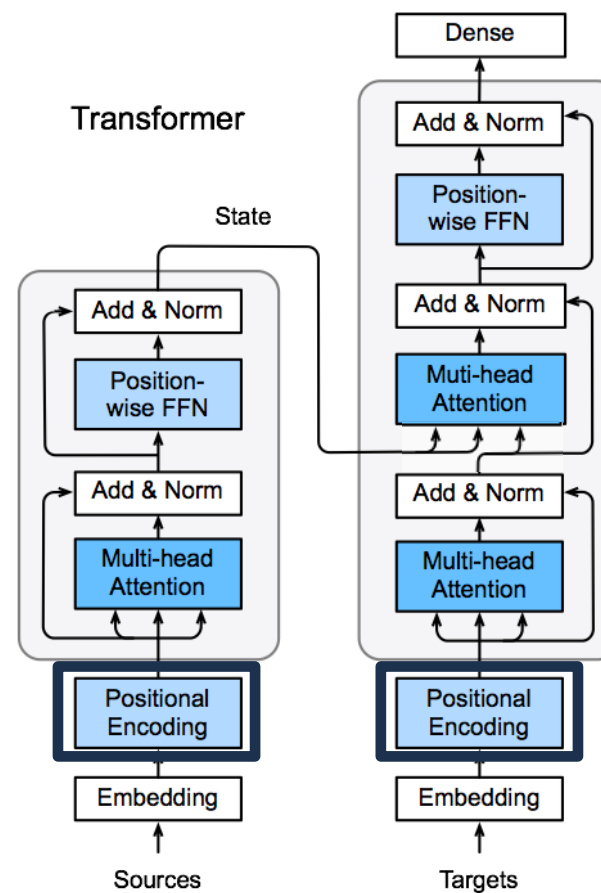 Transformer
State
Add & Norm
Position-
wise FFN
Add & Norm
Multi-head
Attention
Positional
Encoding
Embedding
Sources
Dense
Add & Norm
Position-
wise FFN
Add & Norm
Muti-head
Attention
Add & Norm
Multi-head
Attention
Positional
Encoding
Embedding
Targets